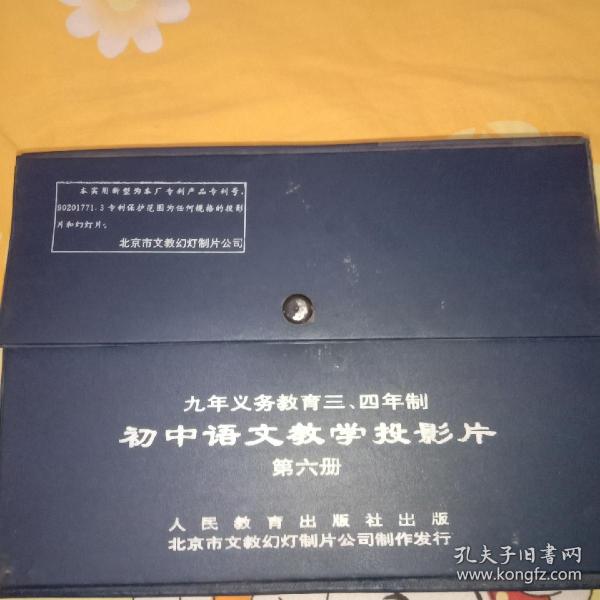 本实用新型为本厂专利产品专利号.
90201771.3专利保护范围为任何规格的投影
片和幻灯片。
北京市文教幻灯制片公司
九年义务教育三、四年制
初中语文教学投影片
第六册
人民教育出版社出版
北京市文教幻灯制片公司制作发行
孔夫子旧书网
www.kongfz.com